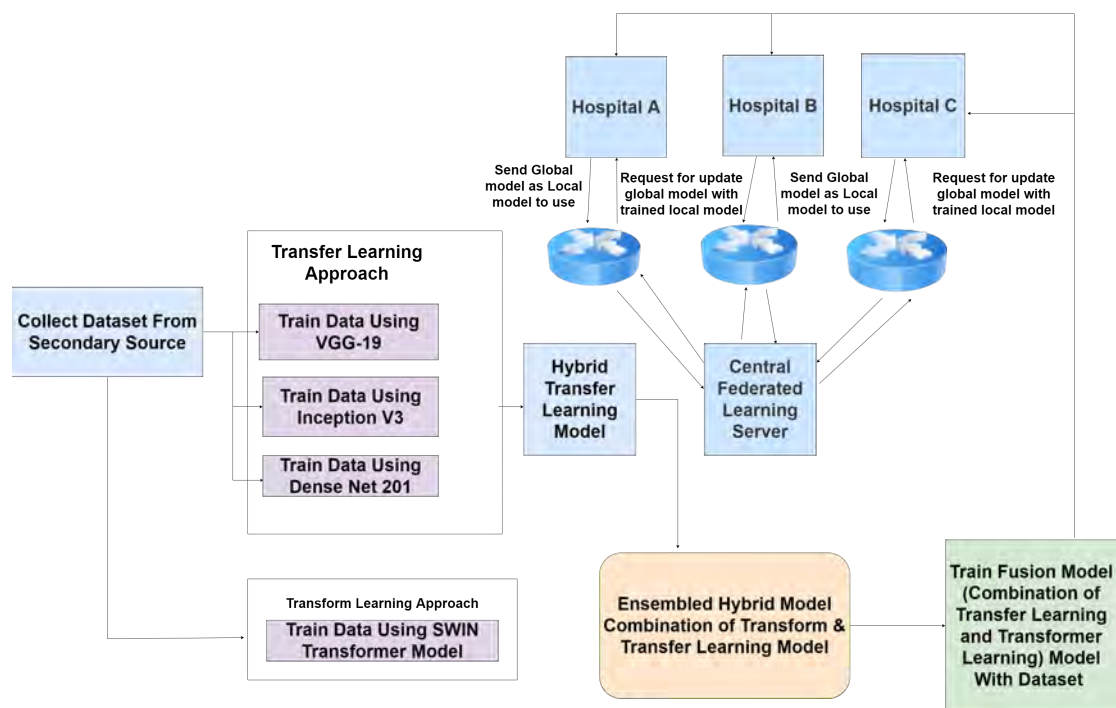 Hospital A
Hospital B
Hospital C
Send Global
model as Local
model to use
Request for update
global model with
trained local model
Send Global
model as Local
model to use
Request for update
global model with
trained local model
Transfer Learning
Approach
Collect Dataset From
Secondary Source
Train Data Using
VGG-19
Train Data Using
Inception V3
Train Data Using
Dense Net 201
Hybrid
Transfer
Learning
Model
Central
Federated
Learning
Server
Transform Learning Approach
Train Data Using SWIN
Transformer Model
Ensembled Hybrid Model
Combination of Transform &
Transfer Learning Model
Train Fusion Model
(Combination of
Transfer Learning
and Transformer
Learning) Model
With Dataset